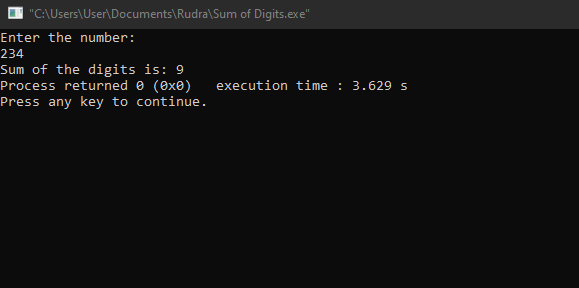 "C:\Users\User\Documents\Rudra\Sum of Digits.exe"
Enter the number:
234
Sum of the digits is: 9
Process returned 0 (0x0)   execution time : 3.629 s
Press any key to continue.